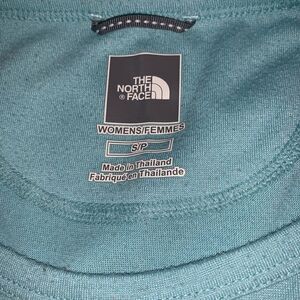 THE
NORTH
FACE
WOMENS/FEMMES
S/P
Made in Thailand
Fabriqué en Thaïlande